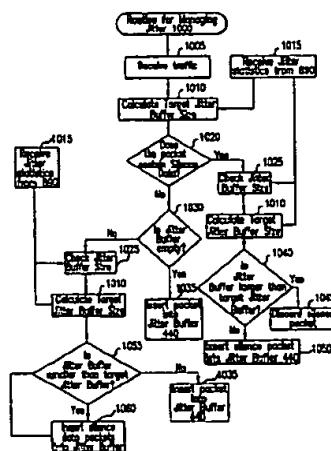 Routine for Managing
Jitter 1000
1005
Receive traffic
1015
Receive Jitter
statistics from 890
1010
Calculate Target Jitter
Buffer Size
1020
Does
the packet
contain Silence
Data?
Yes
No
1025
Check Jitter
Buffer Size
1010
Calculate Target
Jitter Buffer Size
1015
Receive
Jitter
statistics
from 890
1030
Is Jitter
Buffer
empty?
No
Yes
1035
Insert packet
into
Jitter Buffer
440
1040
Is
Jitter
Buffer longer than
target Jitter
Buffer?
Yes
No
Discard silence
packet
Insert silence packet
into Jitter Buffer 440
1050
Check Jitter
Buffer Size
1025
1010
Calculate Target
Jitter Buffer Size
1055
Is
Jitter Buffer
smaller than target
Jitter Buffer?
No
Yes
1035
Insert packet
into
Jitter Buffer
440
1060
Insert silence
into packets
into Jitter Buffer